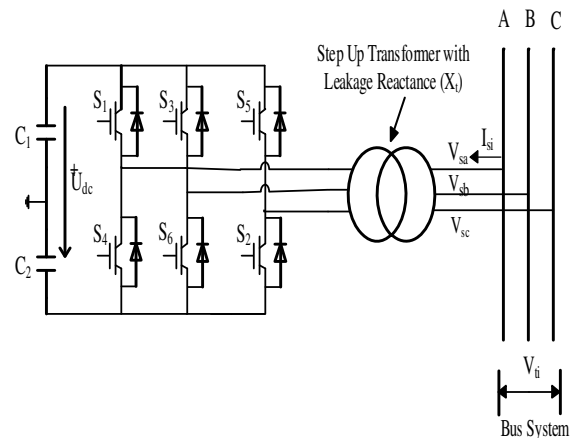 A B C
Step Up Transformer with
Leakage Reactance (Xt)
S1 S3 S5
C1
Isi
Vsa
+
Udc
Vsb
Vsc
S4 S6 S2
C2
Vti
Bus System